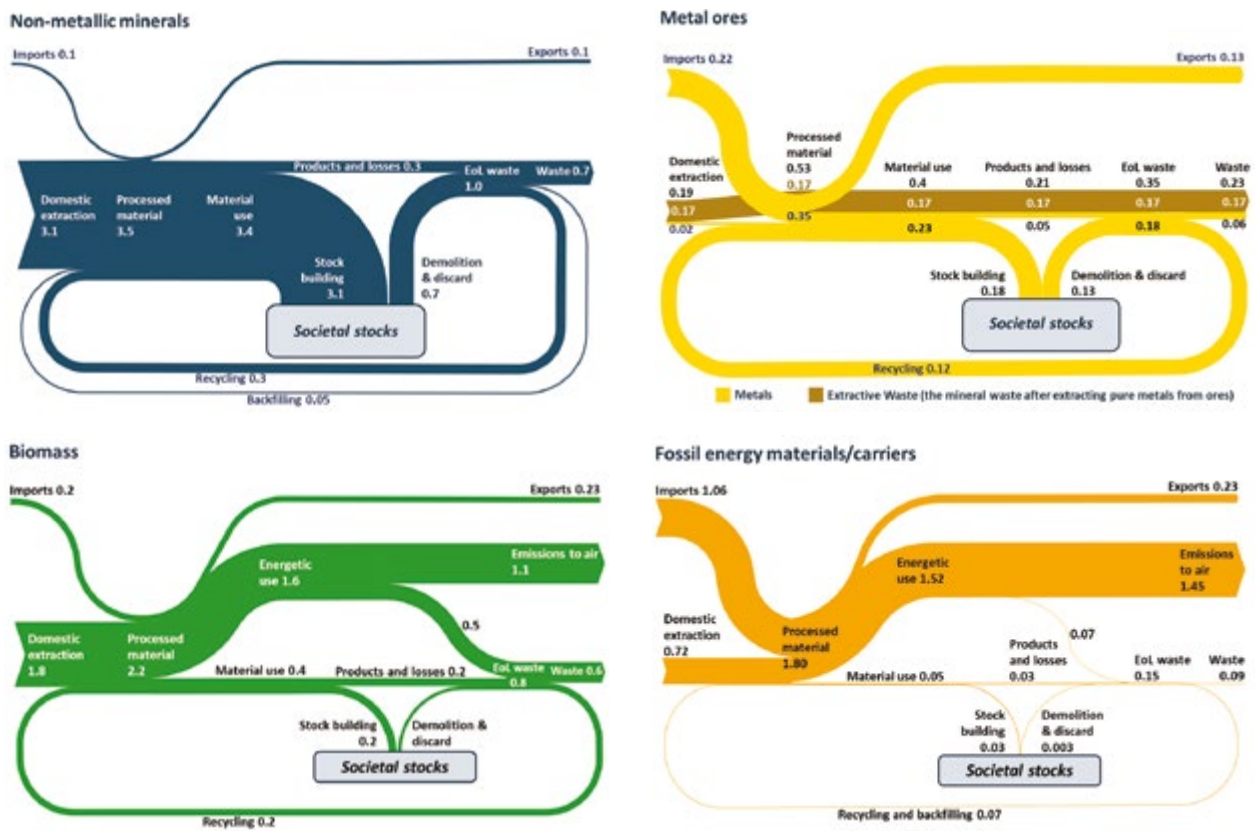 Non-metallic minerals
Imports 0.1
Exports 0.1
Products and losses 0.3
EoL waste
1.0
Waste 0.7
Domestic
extraction
3.1
Processed
material
3.5
Material
use
3.4
Stock
building
3.1
Demolition
& discard
0.7
Societal stocks
Recycling 0.3
Backfilling 0.05
Metal ores
Imports 0.22
Exports 0.13
Domestic
extraction
0.19
0.17
0.02
Processed
material
0.53
0.17
0.35
Material use
0.4
0.17
0.23
Products and losses
0.21
0.17
0.05
EoL waste
0.35
0.17
0.18
Waste
0.23
0.17
0.06
Stock building
0.18
Demolition & discard
0.13
Societal stocks
Recycling 0.12
Metals
Extractive Waste (the mineral waste after extracting pure metals from ores)
Biomass
Imports 0.2
Exports 0.23
Energetic
use 1.6
Emissions to air
1.1
Domestic
extraction
1.8
Processed
material
2.2
0.5
Material use 0.4
Products and losses 0.2
EoL waste
0.8
Waste 0.6
Stock building
0.2
Demolition &
discard
Societal stocks
Recycling 0.2
Fossil energy materials/carriers
Imports 1.06
Exports 0.23
Energetic
use 1.52
Emissions
to air
1.45
Domestic
extraction
0.72
Processed
material
1.80
0.07
Material use 0.05
Products
and losses
0.03
EoL waste
0.15
Waste
0.09
Stock
building
0.03
Demolition
& discard
0.003
Societal stocks
Recycling and backfilling 0.07